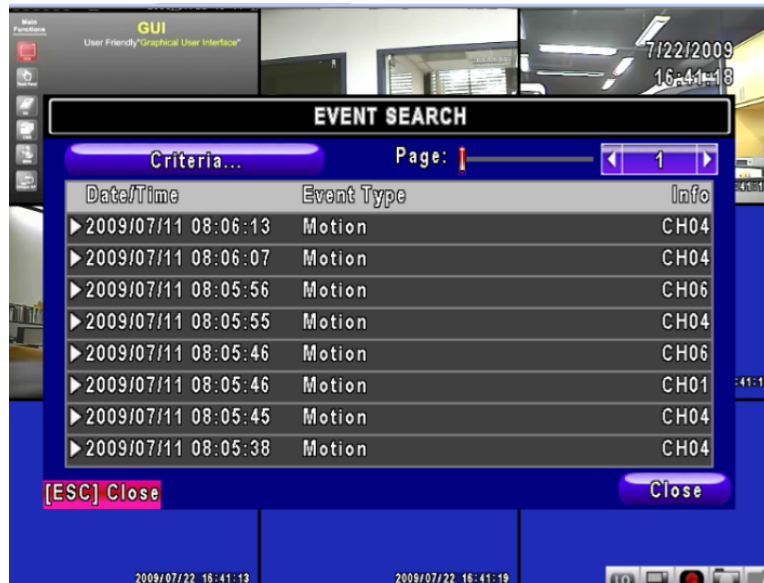 Main
Functions
GUI
User Friendly"Graphical User Interface"
7/22/2009
16:41:18
EVENT SEARCH
Criteria...
Page:
1
Date/Time Event Type Info
2009/07/11 08:06:13 Motion CH04
2009/07/11 08:06:07 Motion CH04
2009/07/11 08:05:56 Motion CH06
2009/07/11 08:05:55 Motion CH04
2009/07/11 08:05:46 Motion CH06
2009/07/11 08:05:46 Motion CH01
2009/07/11 08:05:45 Motion CH04
2009/07/11 08:05:38 Motion CH04
[ESC] Close
Close
2009/07/22 16:41:13
2009/07/22 16:41:19